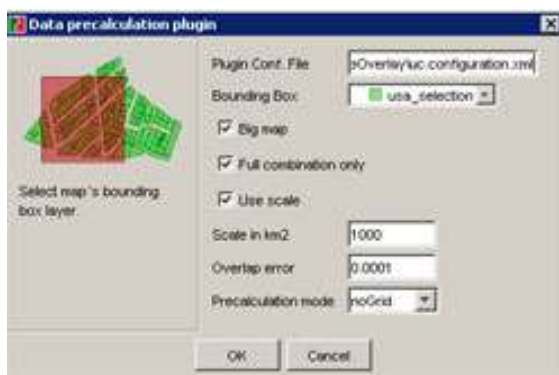 Data precalculation plugin
Plugin Conf. File
eOverlay\uc.configuration.xml
Bounding Box
usa_selection
Big map
Full combination only
Select map's bounding
box layer.
Use scale
Scale in km2
1000
Overlap error
0.0001
Precalculation mode
noGrid
OK
Cancel